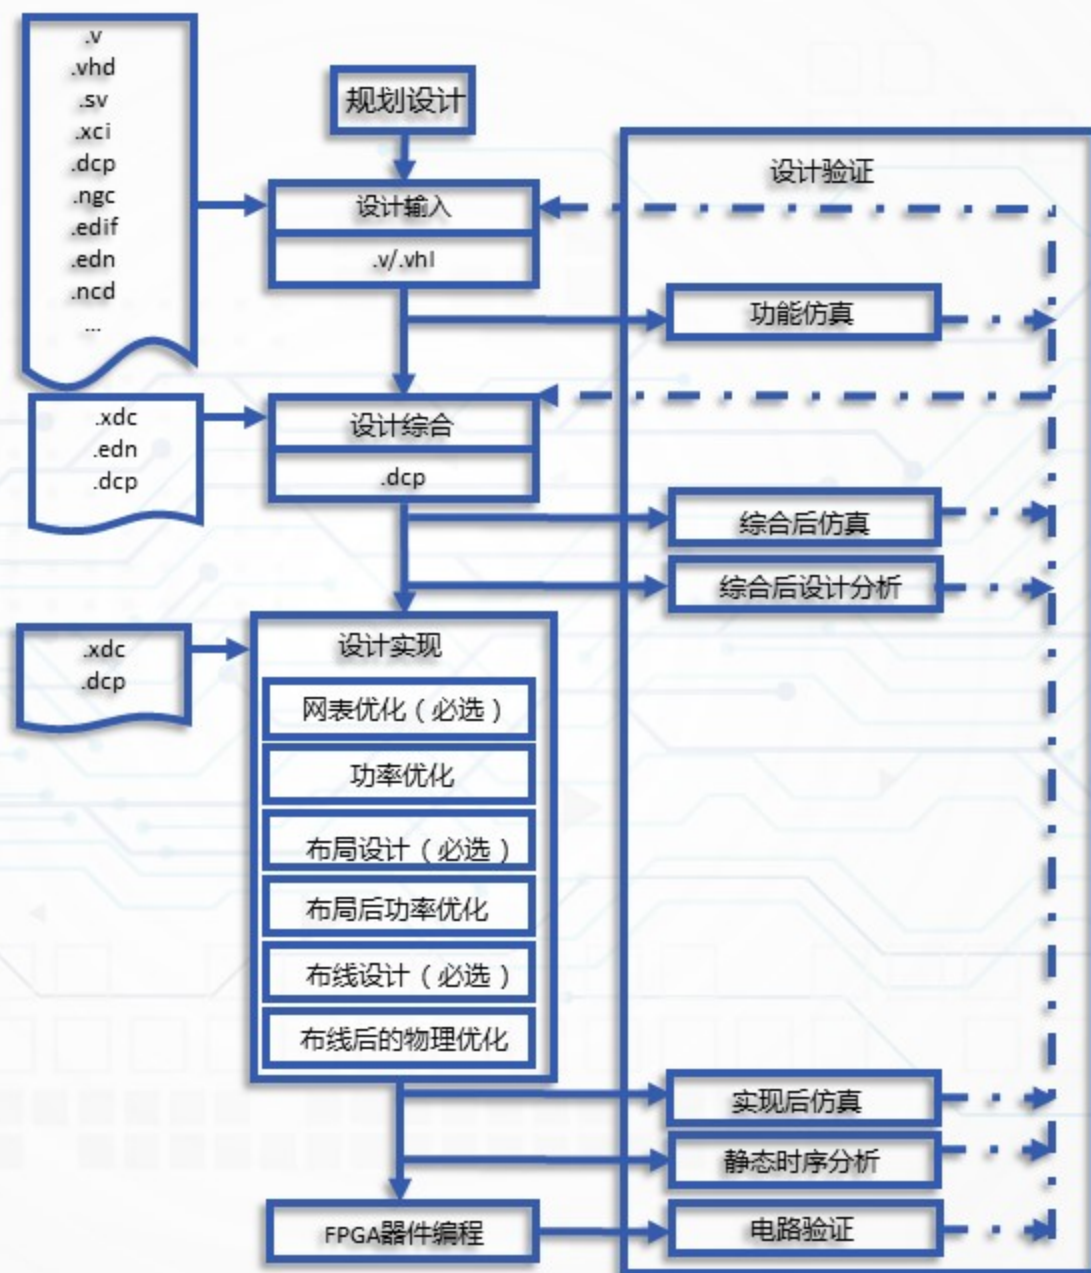 .v
.vhd
.sv
.xci
.dcp
.ngc
.edif
.edn
.ncd
...
规划设计
设计输入
.v/.vhl
设计验证
功能仿真
.xdc
.edn
.dcp
设计综合
.dcp
综合后仿真
综合后设计分析
.xdc
.dcp
设计实现
网表优化（必选）
功率优化
布局设计（必选）
布局后功率优化
布线设计（必选）
布线后的物理优化
实现后仿真
静态时序分析
FPGA器件编程
电路验证